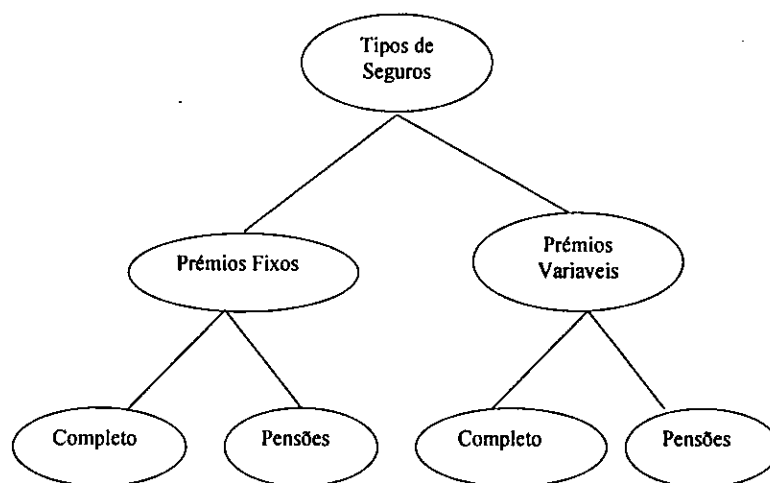 Tipos de
Seguros
Prémios Fixos
Prémios
Variaveis
Completo
Pensões
Completo
Pensões